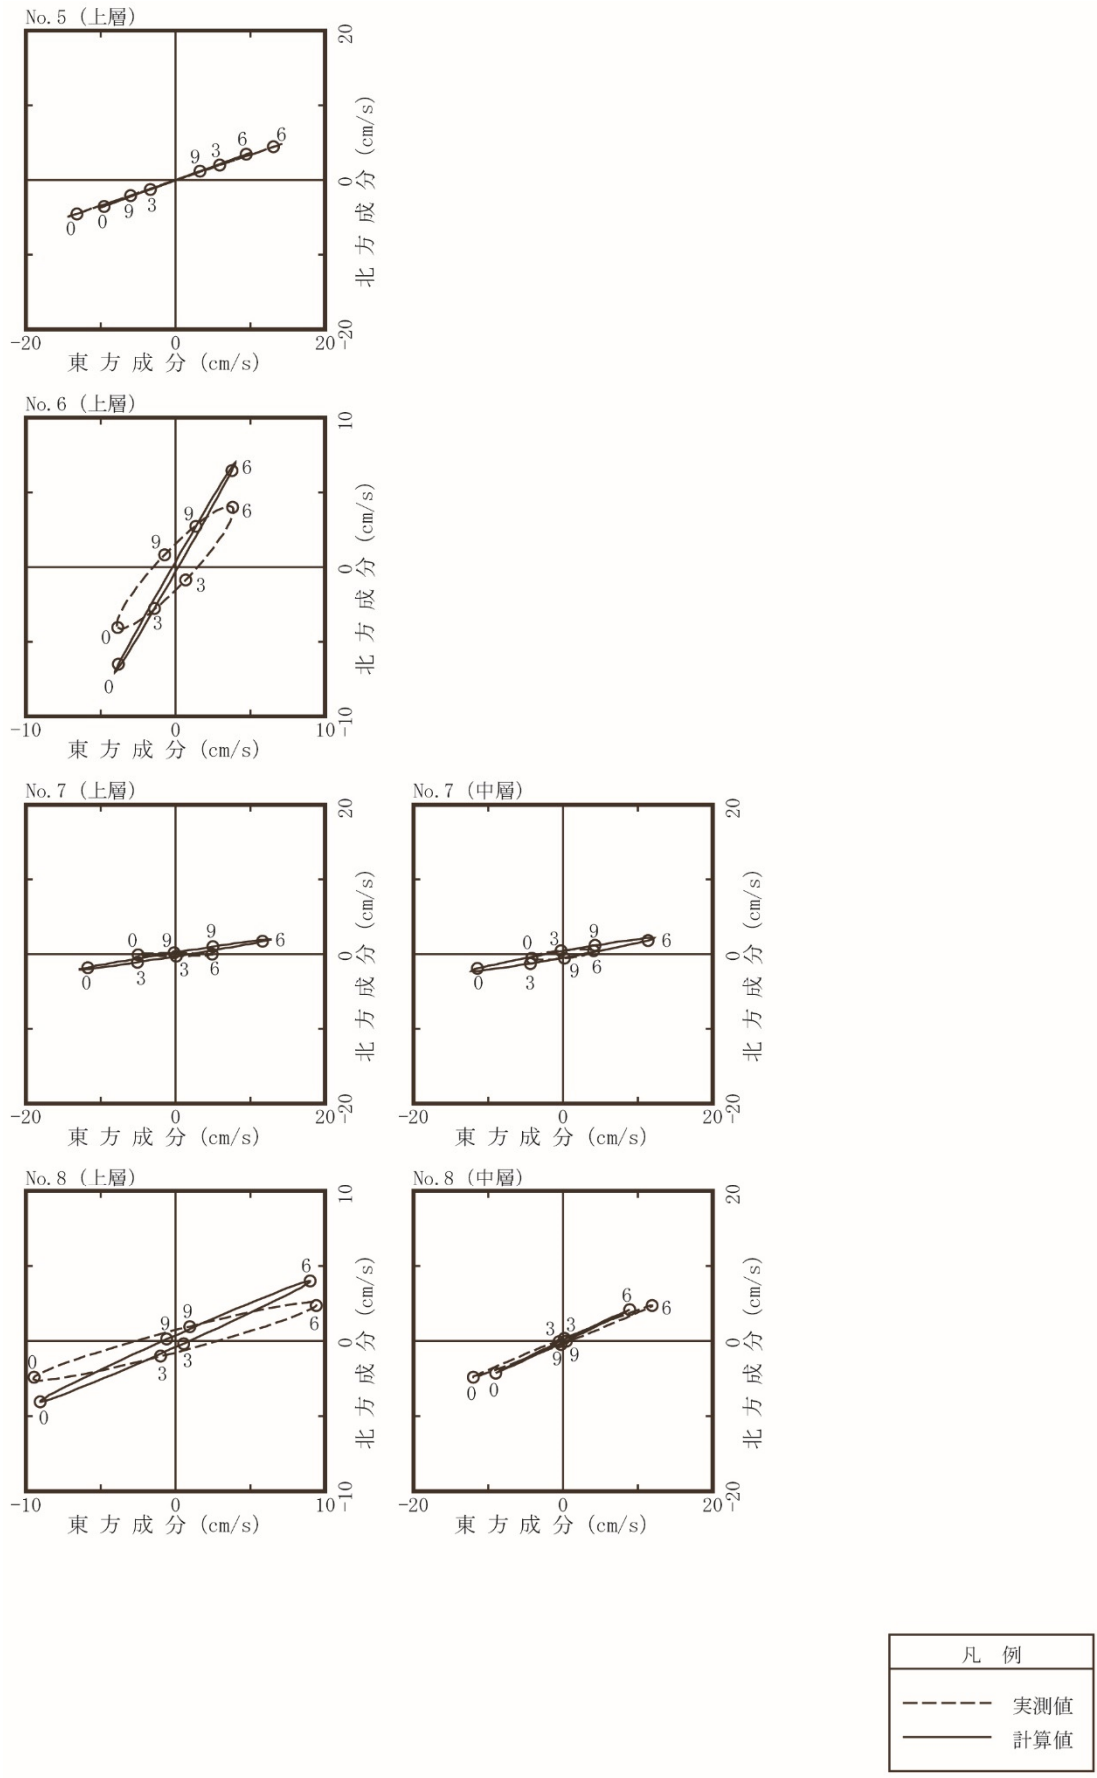 No.5 (上層)
20
0
-20
北方成分 (cm/s)
9 3 6 6
0 0 9 3
-20 0 20
東方成分 (cm/s)
No.6 (上層)
10
0
-10
北方成分 (cm/s)
6
9
6
9
3
0 3
0
-10 0 10
東方成分 (cm/s)
No.7 (上層)
20
0
-20
北方成分 (cm/s)
0 9 9 6
0 3 3 6
-20 0 20
東方成分 (cm/s)
No.7 (中層)
20
0
-20
北方成分 (cm/s)
0 3 9 6
0 3 9 6
-20 0 20
東方成分 (cm/s)
No.8 (上層)
10
0
-10
北方成分 (cm/s)
6
9 9 6
0 3 3
0
-10 0 10
東方成分 (cm/s)
No.8 (中層)
20
0
-20
北方成分 (cm/s)
6 6
3 3
9 9
0 0
-20 0 20
東方成分 (cm/s)
凡 例
実測値
計算値